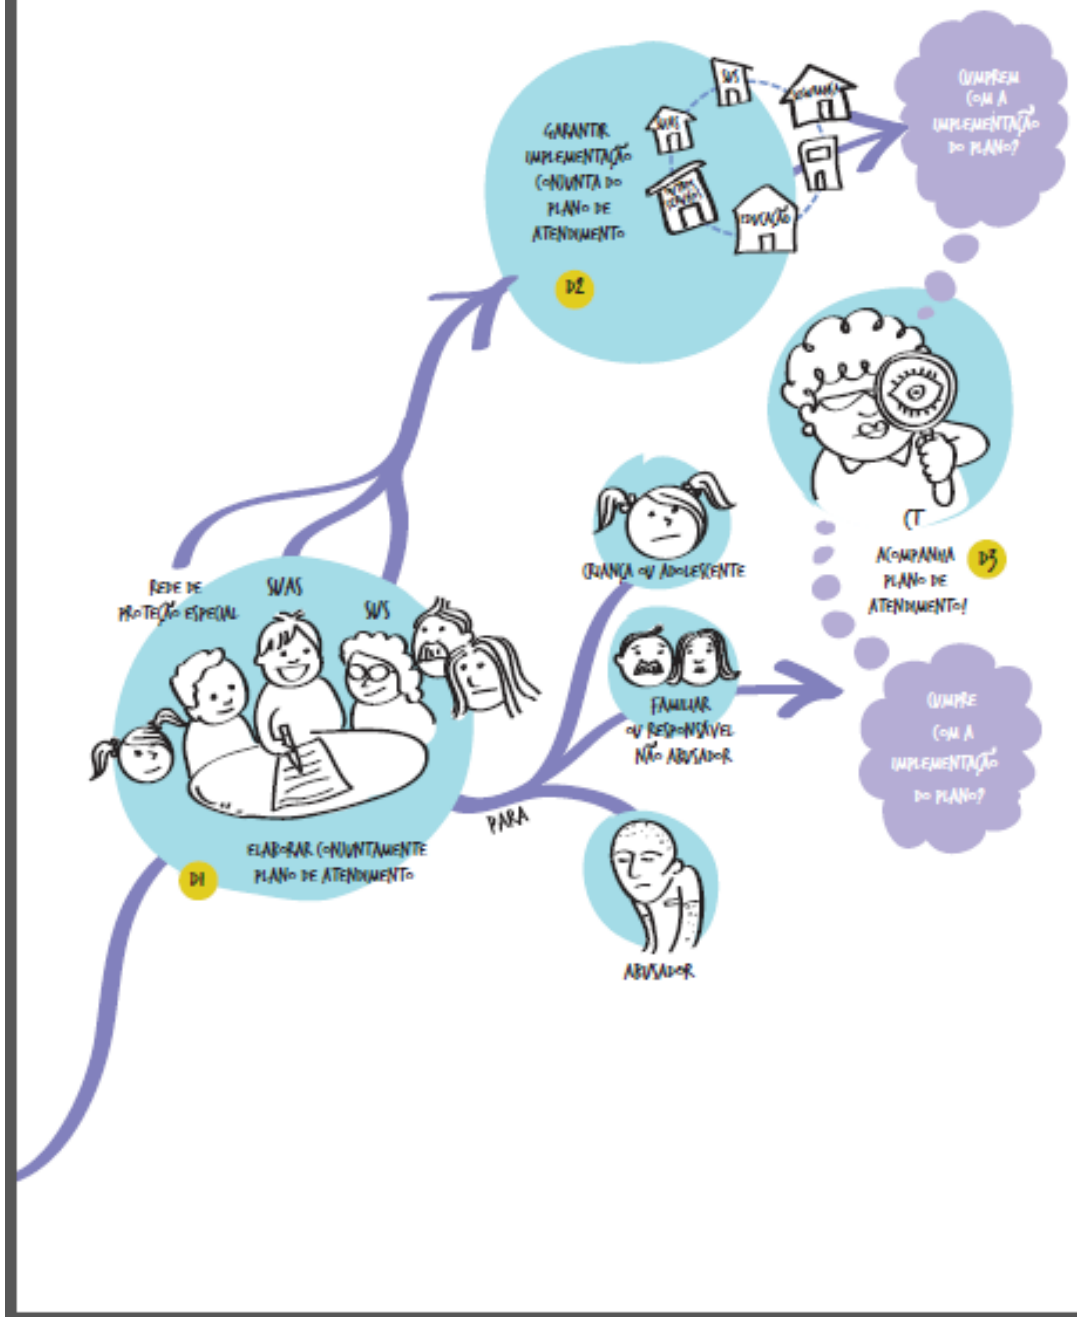 GARANTIR
IMPLEMENTAÇÃO
CONJUNTA DO
PLANO DE
ATENDIMENTO
D2
SUS
SEGURANÇA
SUAS
EDUCAÇÃO
CUMPREM
COM A
IMPLEMENTAÇÃO
DO PLANO?
CT
ACOMPANHA
PLANO DE
ATENDIMENTO!
D3
CRIANÇA OU ADOLESCENTE
FAMILIAR
OU RESPONSÁVEL
NÃO ABUSADOR
CUMPRE
COM A
IMPLEMENTAÇÃO
DO PLANO?
REDE DE
PROTEÇÃO ESPECIAL
SUAS
SUS
PARA
ELABORAR CONJUNTAMENTE
PLANO DE ATENDIMENTO
D1
ABUSADOR